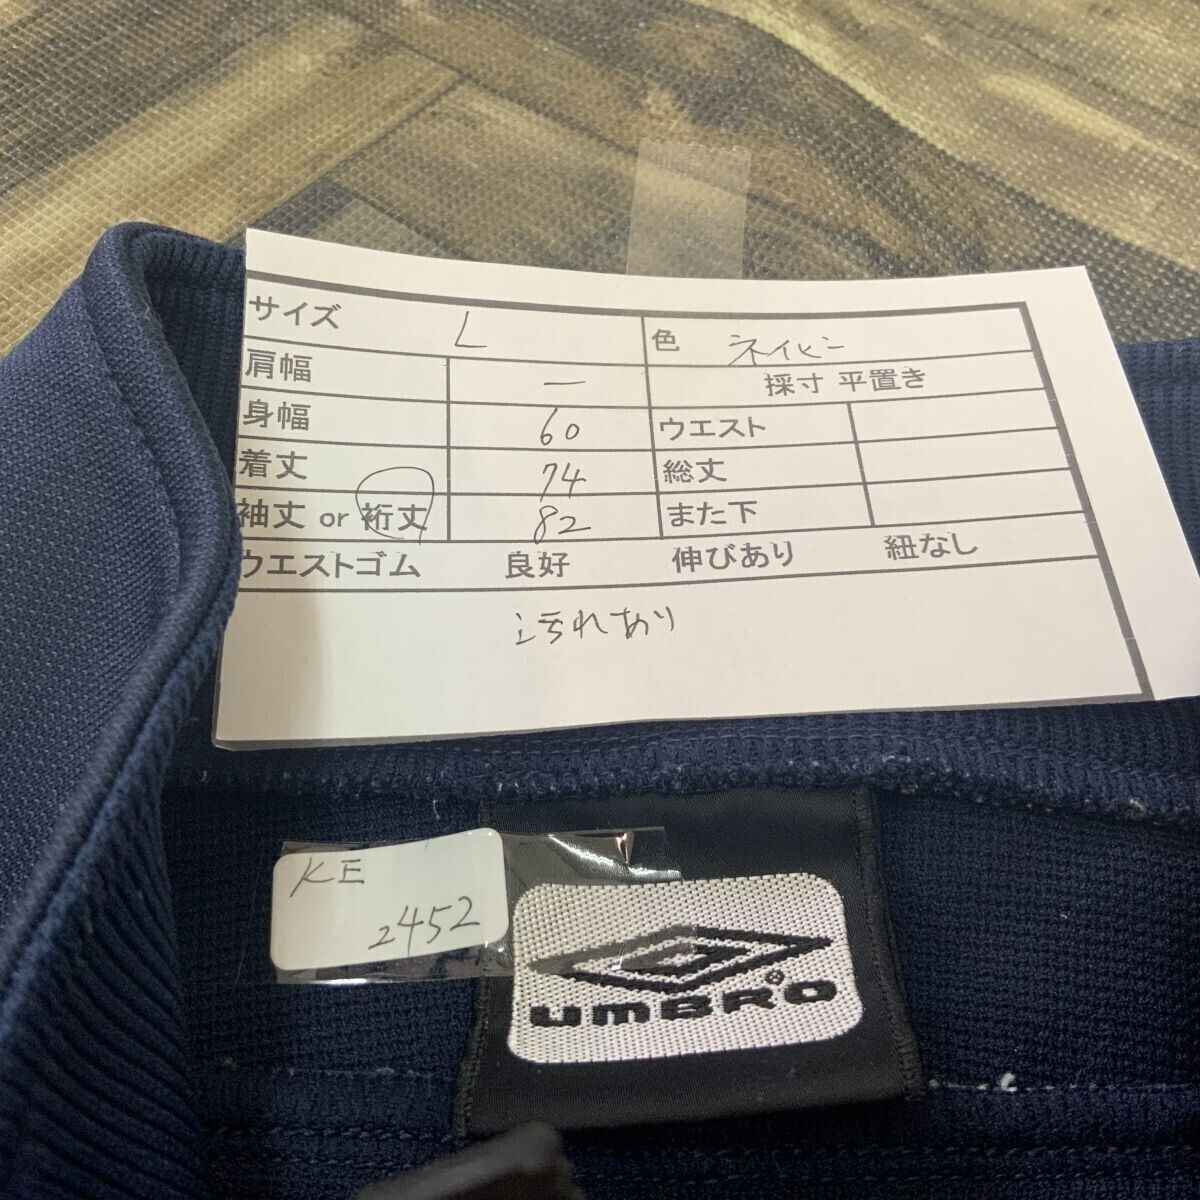 サイズ L 色 ネイビー
肩幅 — 採寸 平置き
身幅 60 ウエスト
着丈 74 総丈
袖丈 or 裄丈 82 また下
ウエストゴム 良好 伸びあり 紐なし
汚れあり
KE
2452
UMBRO®